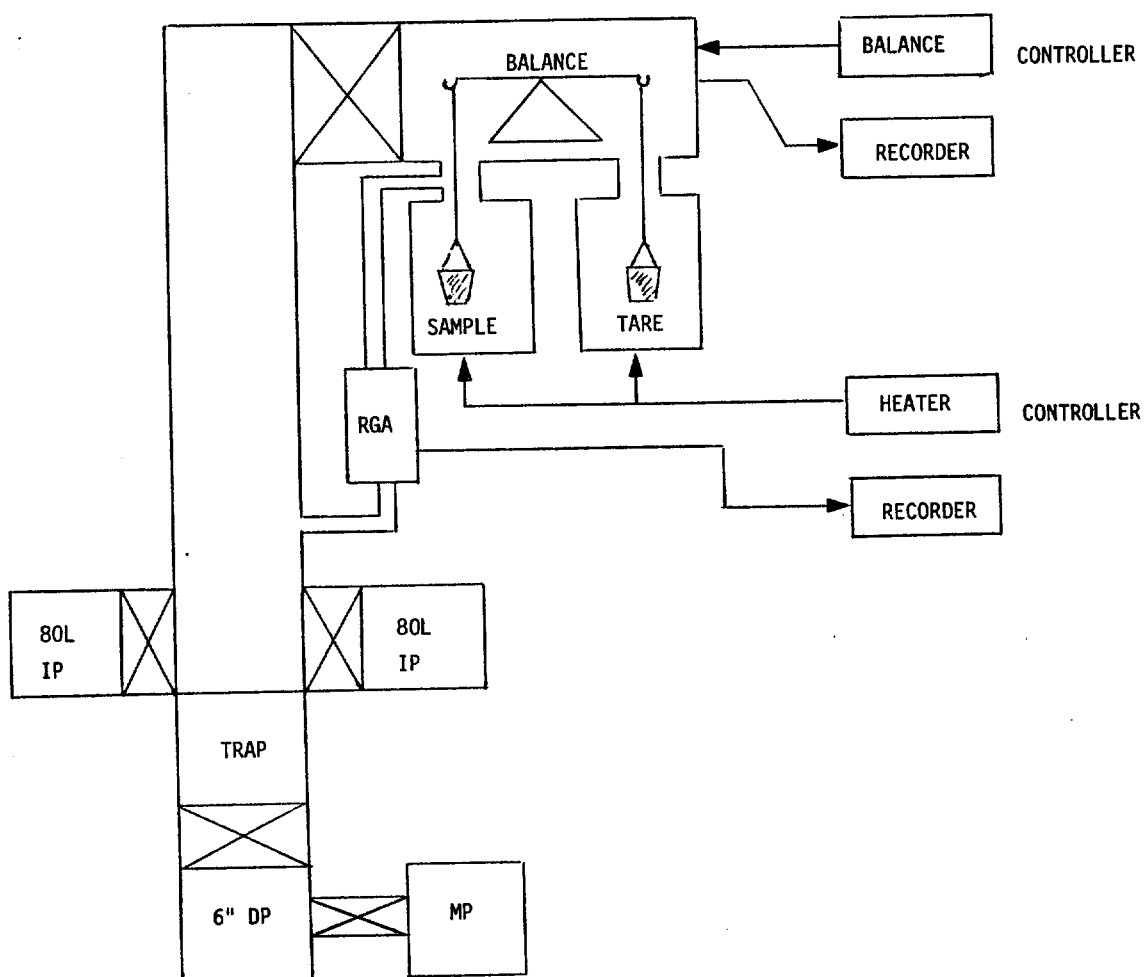 BALANCE
BALANCE
CONTROLLER
RECORDER
SAMPLE
TARE
HEATER
CONTROLLER
RGA
RECORDER
80L
IP
80L
IP
TRAP
6" DP
MP